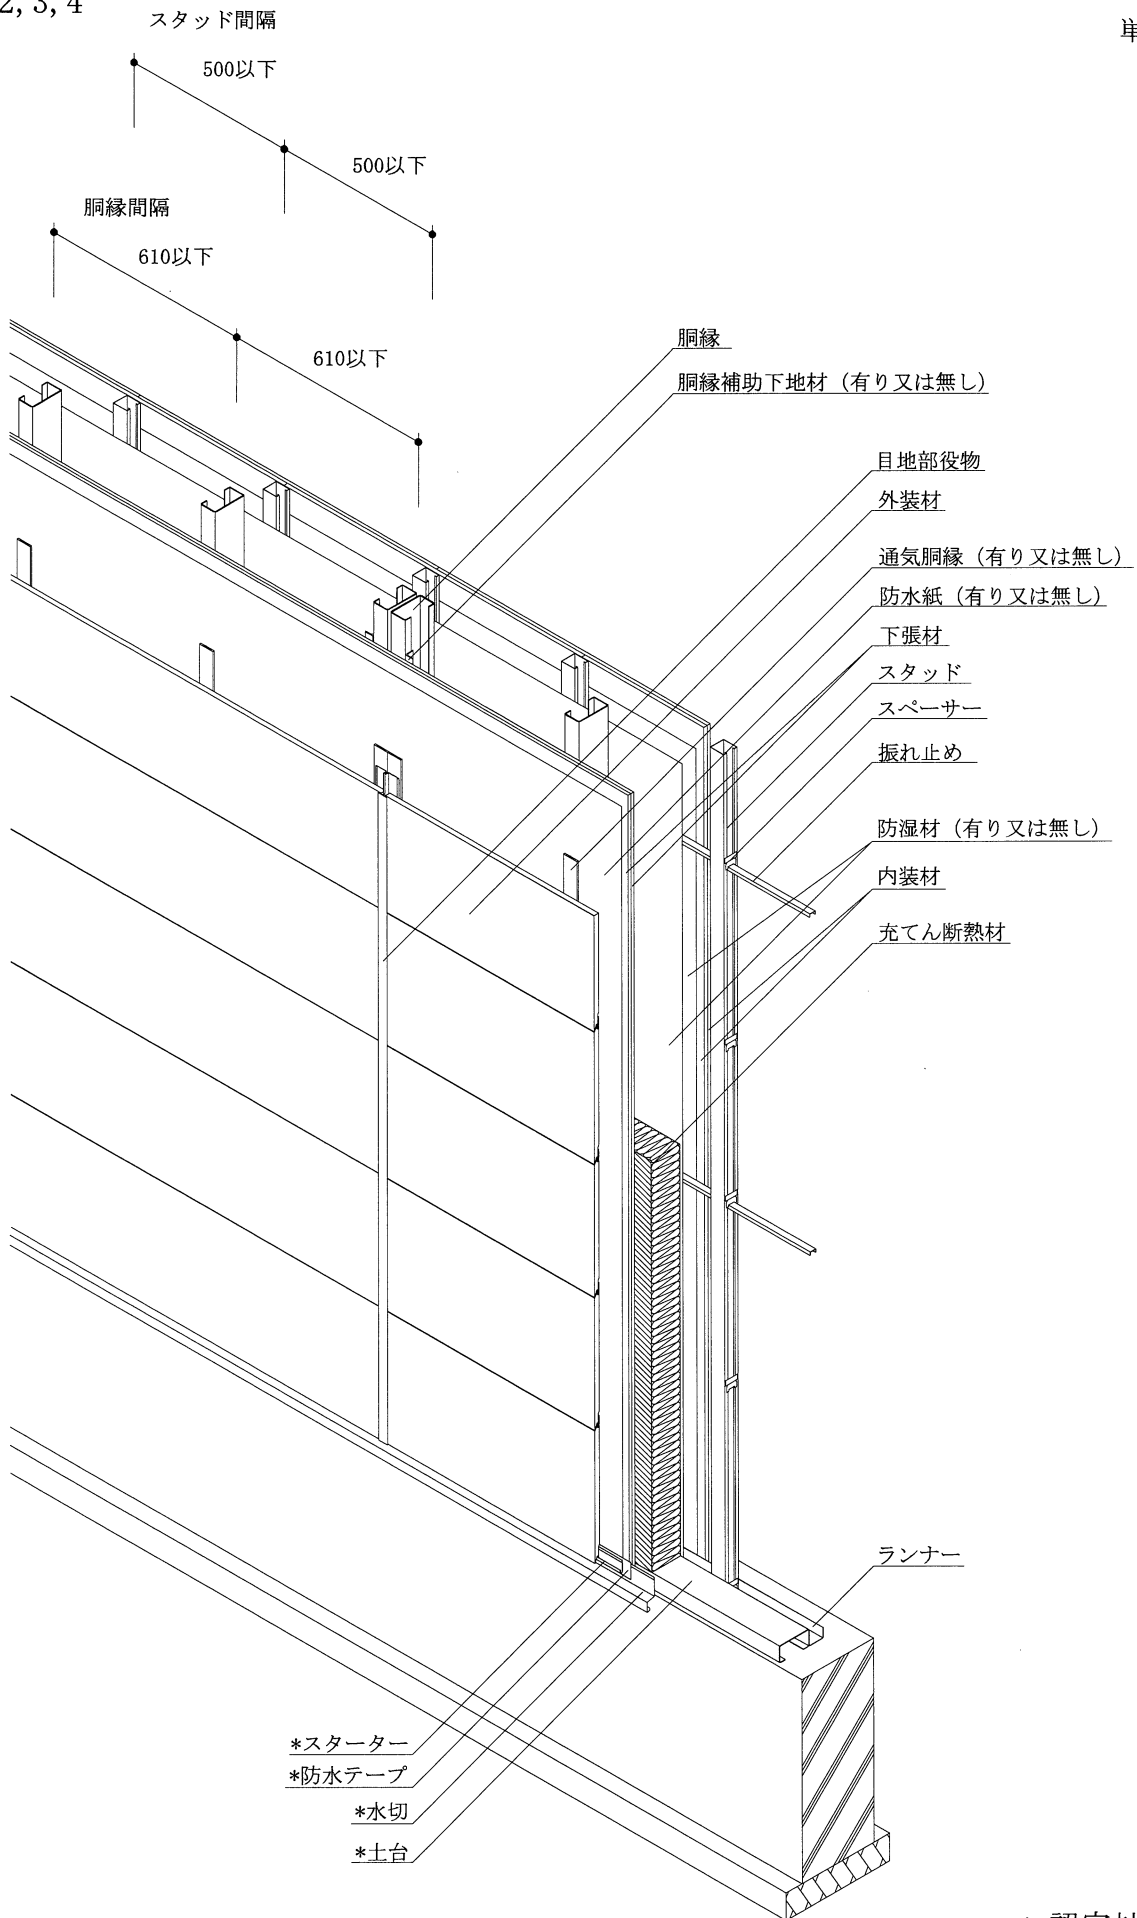 2, 3, 4
スタッド間隔
単
500以下
500以下
胴縁間隔
610以下
610以下
胴縁
胴縁補助下地材（有り又は無し）
目地部役物
外装材
通気胴縁（有り又は無し）
防水紙（有り又は無し）
下張材
スタッド
スペーサー
振れ止め
防湿材（有り又は無し）
内装材
充てん断熱材
ランナー
*スターター
*防水テープ
*水切
*土台